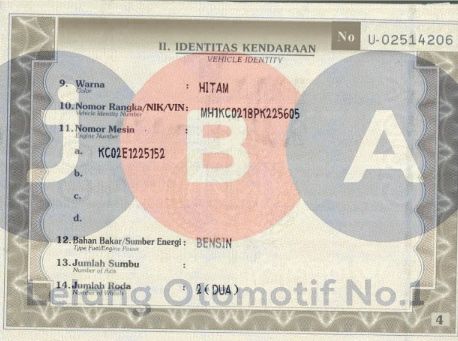 No U-02514206
II. IDENTITAS KENDARAAN
VEHICLE IDENTITY
9. Warna : HITAM
Color
10. Nomor Rangka/NIK/VIN: MH1KC0218PK225605
Vehicle Identity Number
11. Nomor Mesin :
Engine Number
a. KC02E1225152
b.
c.
d.
12. Bahan Bakar/Sumber Energi: BENSIN
Type Fuel/Engine Power
13. Jumlah Sumbu :
Number of Axis
14. Jumlah Roda : 2 (DUA)
Number of Wheels
JBA
Lelang Otomotif No.1
4